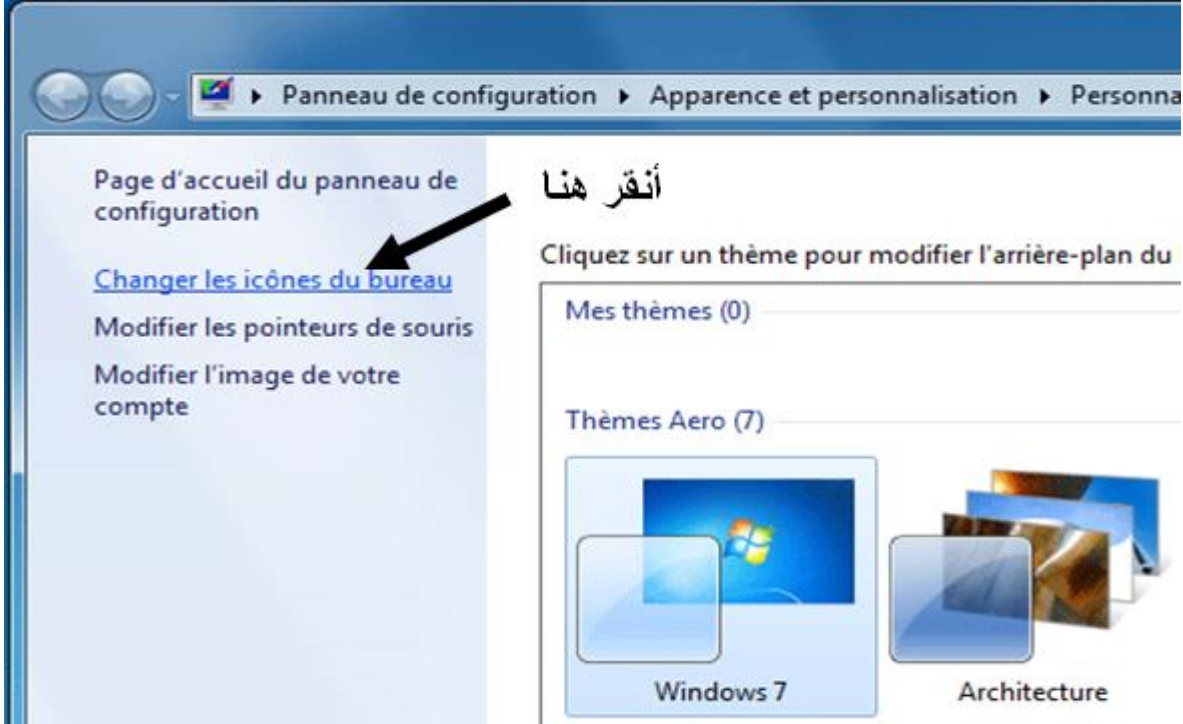 Panneau de configuration Apparence et personnalisation
Page d'accueil du panneau de
configuration
أنقر هنا
Changer les icônes du bureau
Modifier les pointeurs de souris
Modifier l'image de votre
compte
Cliquez sur un thème pour modifier l'arrière-plan du
Mes thèmes (0)
Thèmes Aero (7)
Windows 7
Architecture